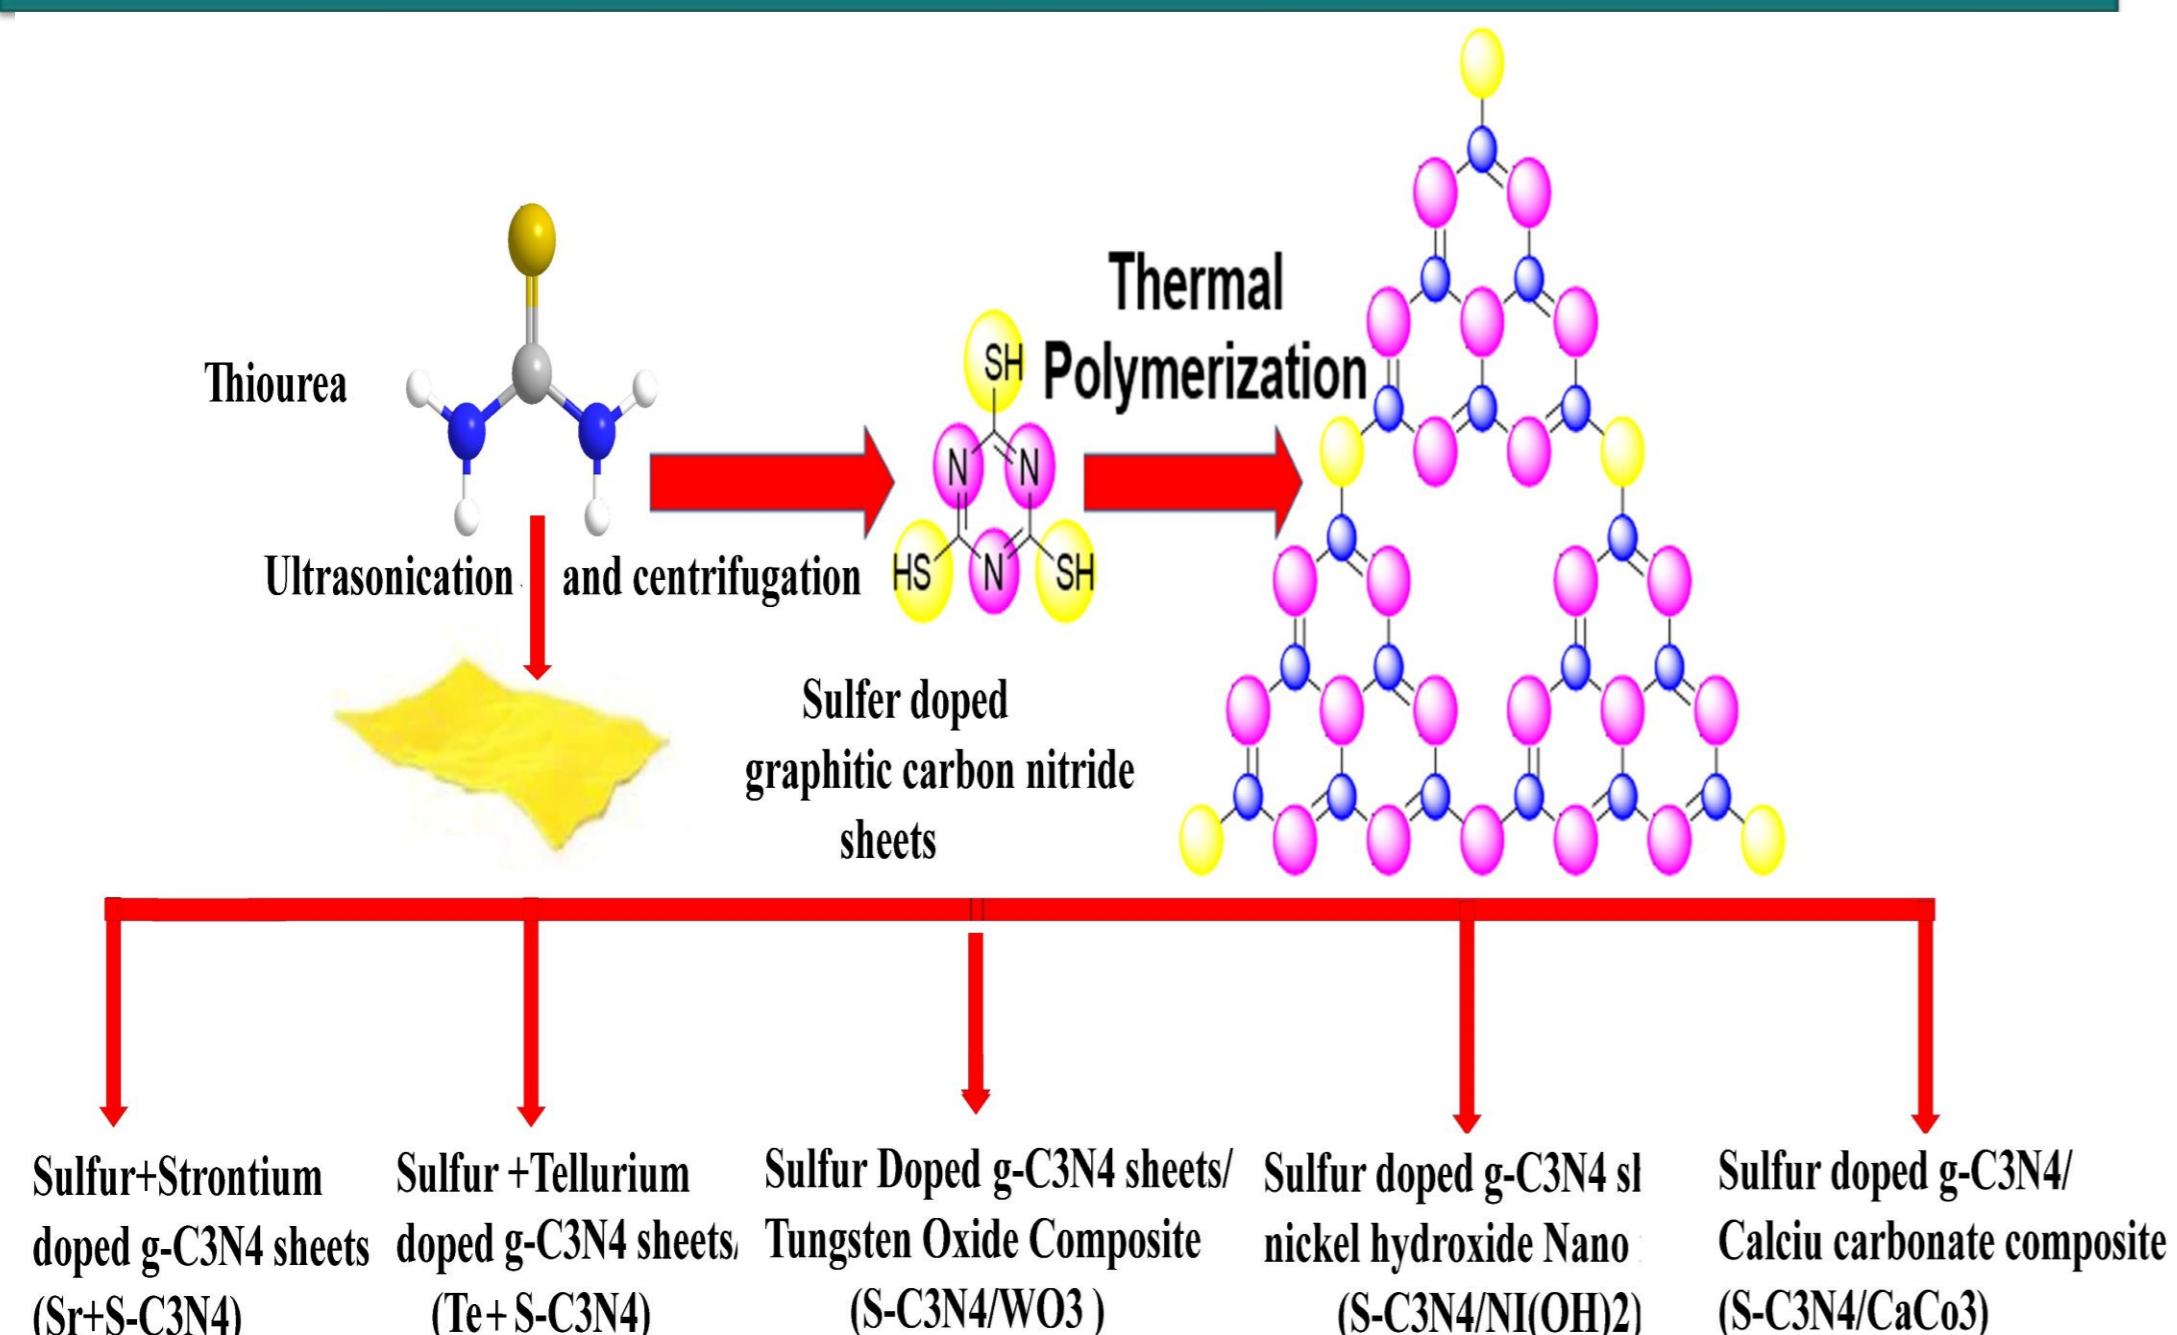 Thermal
Polymerization
Thiourea
SH
N N
HS N SH
Ultrasonication and centrifugation
Sulfer doped
graphitic carbon nitride
sheets
Sulfur+Strontium
doped g-C3N4 sheets
(Sr+S-C3N4)
Sulfur +Tellurium
doped g-C3N4 sheets
(Te+ S-C3N4)
Sulfur Doped g-C3N4 sheets/
Tungsten Oxide Composite
(S-C3N4/WO3 )
Sulfur doped g-C3N4
nickel hydroxide Nano
(S-C3N4/NI(OH)2)
Sulfur doped g-C3N4/
Calciu carbonate composite
(S-C3N4/CaCo3)